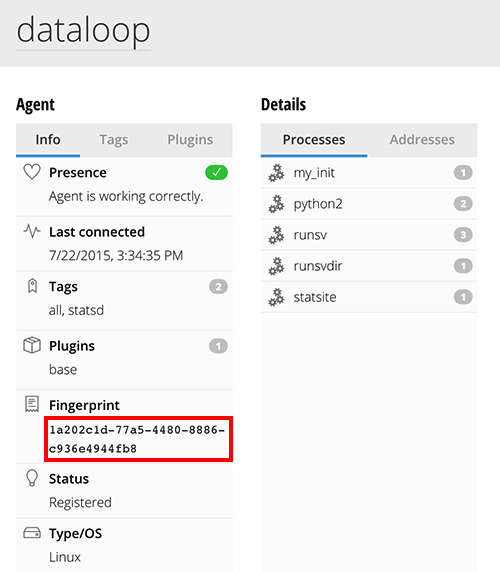 dataloop
Agent
Info Tags Plugins
Presence
Agent is working correctly.
Last connected
7/22/2015, 3:34:35 PM
Tags 2
all, statsd
Plugins 1
base
Fingerprint
1a202c1d-77a5-4480-8886-
c936e4944fb8
Status
Registered
Type/OS
Linux
Details
Processes Addresses
my_init 1
python2 2
runsv 3
runsvdir 1
statsite 1